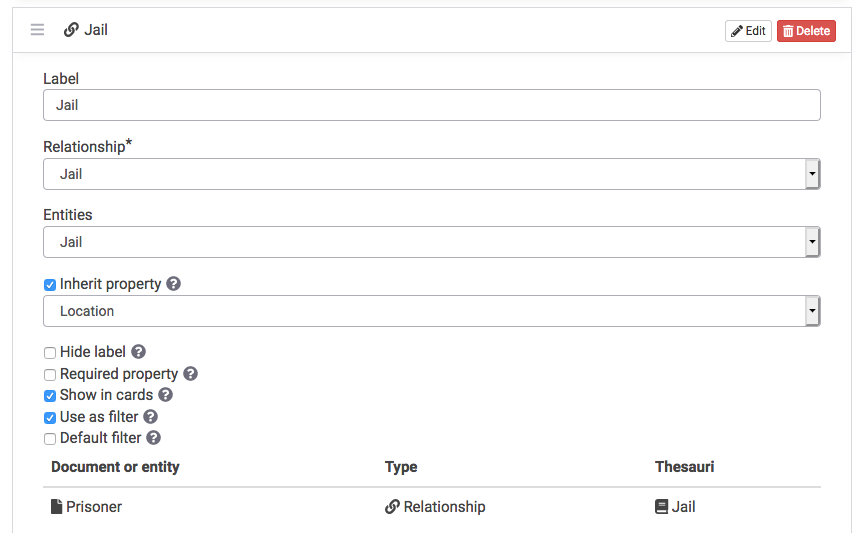 Jail Edit Delete
Label
Jail
Relationship*
Jail
Entities
Jail
Inherit property ?
Location
Hide label ?
Required property ?
Show in cards ?
Use as filter ?
Default filter ?
Document or entity Type Thesauri
Prisoner Relationship Jail